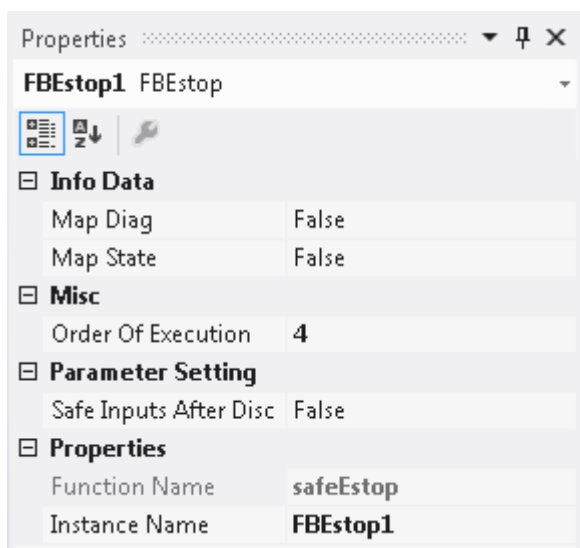 Properties
FBEstop1 FBEstop
Info Data
Map Diag False
Map State False
Misc
Order Of Execution 4
Parameter Setting
Safe Inputs After Disc False
Properties
Function Name safeEstop
Instance Name FBEstop1